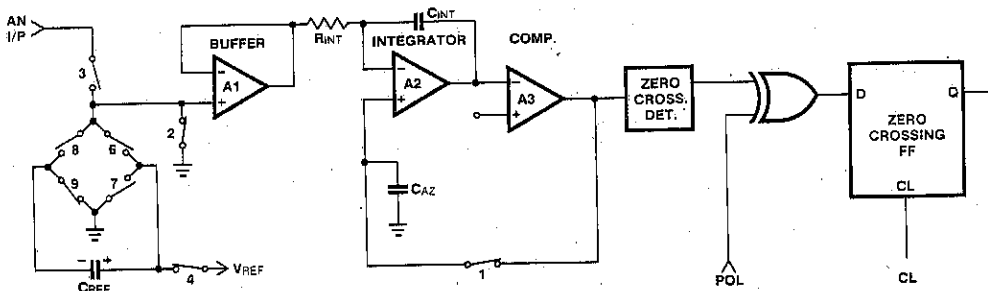 AN
I/P
3
BUFFER
- A1
+
2
8 6
9 7
- +
CREF
4
VREF
RINT
CINT
INTEGRATOR
- A2
+
CAZ
1
COMP.
- A3
+
ZERO
CROSS.
DET.
POL
D Q
ZERO
CROSSING
FF
CL
CL